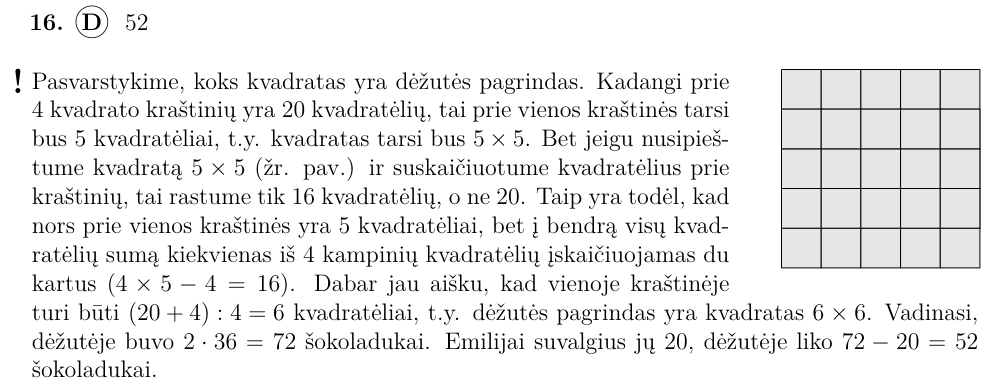 16. D 52
! Pasvarstykime, koks kvadratas yra dėžutės pagrindas. Kadangi prie
4 kvadrato kraštinių yra 20 kvadratėlių, tai prie vienos kraštinės tarsi
bus 5 kvadratėliai, t.y. kvadratas tarsi bus 5 × 5. Bet jeigu nusipieš-
tume kvadratą 5 × 5 (žr. pav.) ir suskaičiuotume kvadratėlius prie
kraštinių, tai rastume tik 16 kvadratėlių, o ne 20. Taip yra todėl, kad
nors prie vienos kraštinės yra 5 kvadratėliai, bet į bendrą visų kvad-
ratėlių sumą kiekvienas iš 4 kampinių kvadratėlių įskaičiuojamas du
kartus (4 × 5 − 4 = 16). Dabar jau aišku, kad vienoje kraštinėje
turi būti (20 + 4) : 4 = 6 kvadratėliai, t.y. dėžutės pagrindas yra kvadratas 6 × 6. Vadinasi,
dėžutėje buvo 2 · 36 = 72 šokoladukai. Emilijai suvalgius jų 20, dėžutėje liko 72 − 20 = 52
šokoladukai.